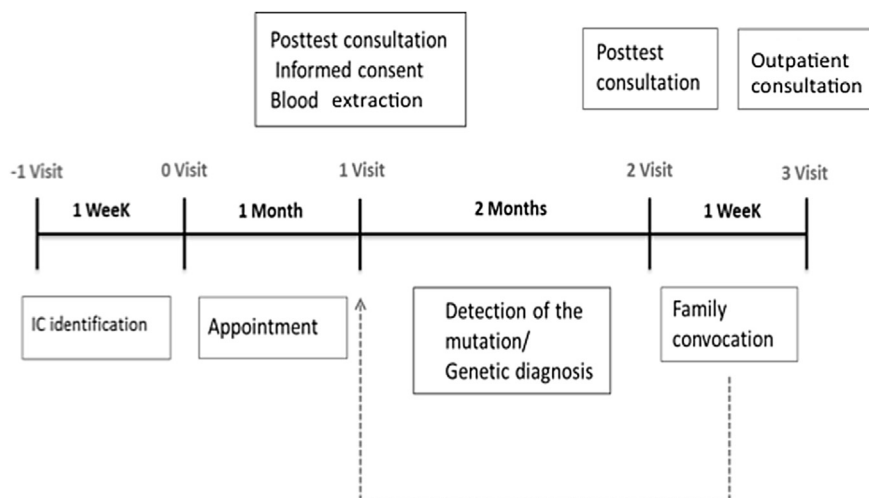 Posttest consultation
Informed consent
Blood extraction
Posttest
consultation
Outpatient
consultation
-1 Visit
0 Visit
1 Visit
2 Visit
3 Visit
1 WeeK
1 Month
2 Months
1 WeeK
IC identification
Appointment
Detection of the
mutation/
Genetic diagnosis
Family
convocation